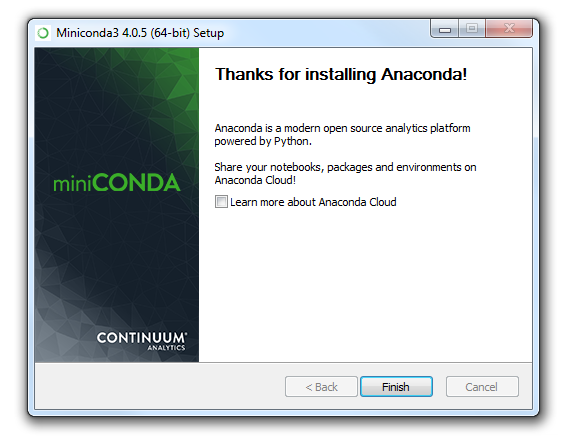 Miniconda3 4.0.5 (64-bit) Setup
Thanks for installing Anaconda!
Anaconda is a modern open source analytics platform
powered by Python.
Share your notebooks, packages and environments on
Anaconda Cloud!
Learn more about Anaconda Cloud
miniCONDA
CONTINUUM®
ANALYTICS
< Back
Finish
Cancel